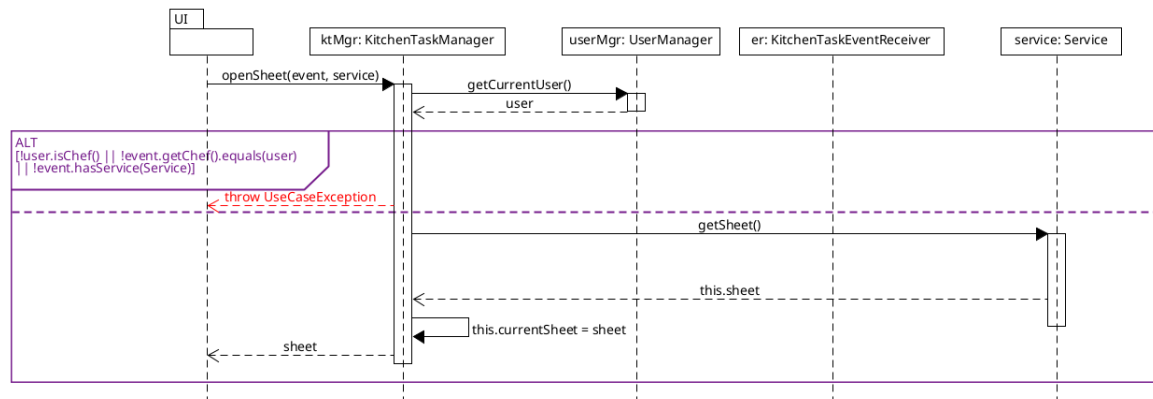 UI
ktMgr: KitchenTaskManager
userMgr: UserManager
er: KitchenTaskEventReceiver
service: Service
openSheet(event, service)
getCurrentUser()
user
ALT
[!user.isChef() || !event.getChef().equals(user)
|| !event.hasService(Service)]
throw UseCaseException
getSheet()
this.sheet
this.currentSheet = sheet
sheet